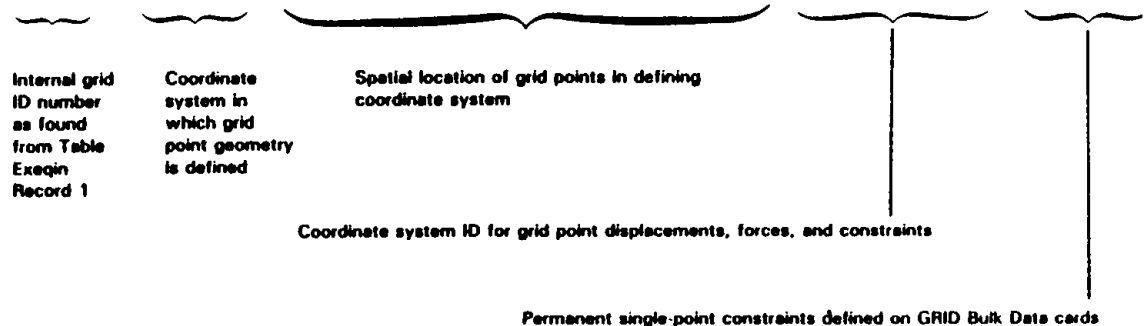 Internal grid
ID number
as found
from Table
Exeqin
Record 1
Coordinate
system in
which grid
point geometry
is defined
Spatial location of grid points in defining
coordinate system
Coordinate system ID for grid point displacements, forces, and constraints
Permanent single-point constraints defined on GRID Bulk Data cards